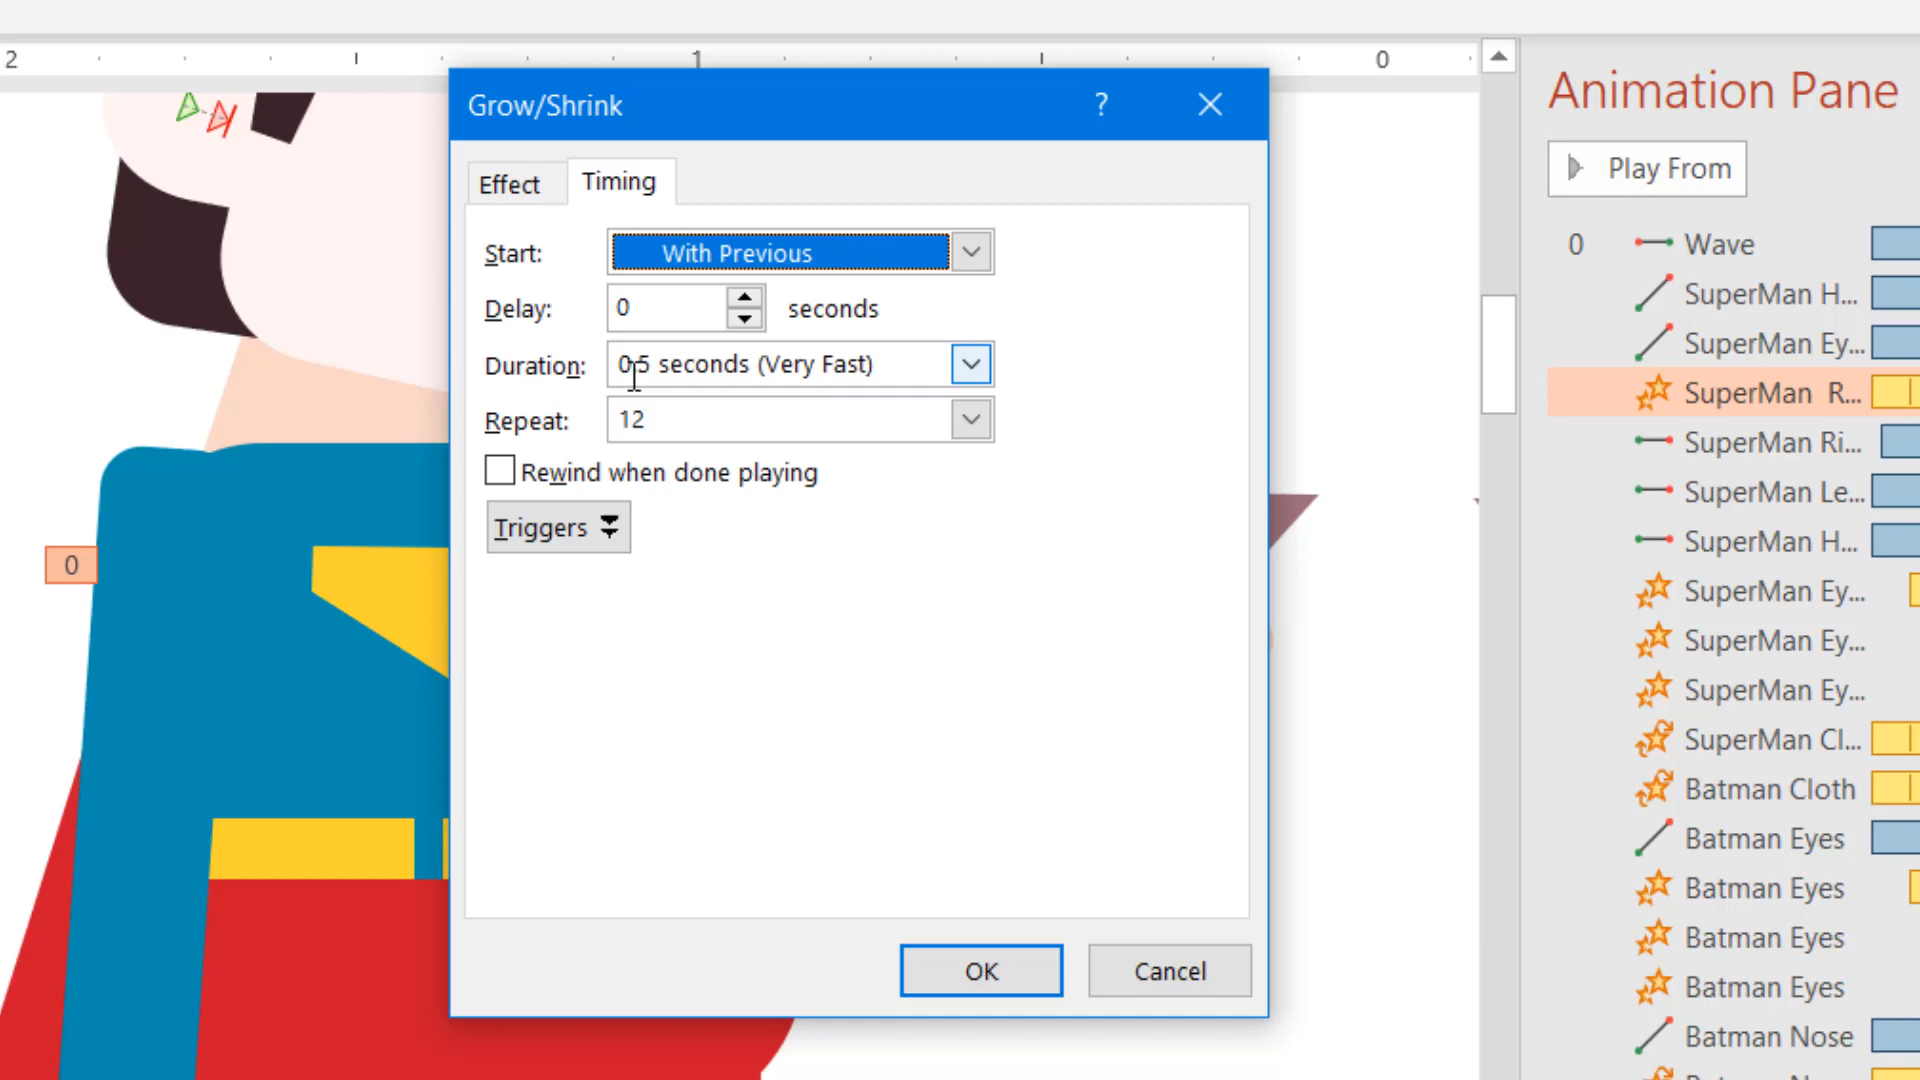 2 1 0
Grow/Shrink ?
Effect Timing
Start: With Previous
Delay: 0 seconds
Duration: 0.5 seconds (Very Fast)
Repeat: 12
Rewind when done playing
Triggers
OK Cancel
0
Animation Pane
Play From
0 Wave
SuperMan H...
SuperMan Ey...
SuperMan R...
SuperMan Ri...
SuperMan Le...
SuperMan H...
SuperMan Ey...
SuperMan Ey...
SuperMan Ey...
SuperMan Cl...
Batman Cloth
Batman Eyes
Batman Eyes
Batman Eyes
Batman Eyes
Batman Nose